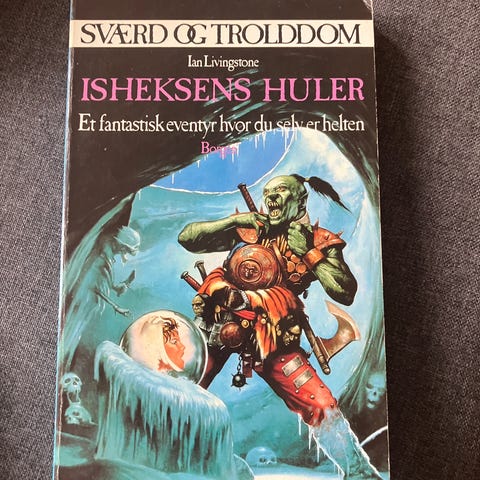 SVÆRD OG TROLDDOM
Ian Livingstone
ISHEKSENS HULER
Et fantastisk eventyr hvor du selv er helten